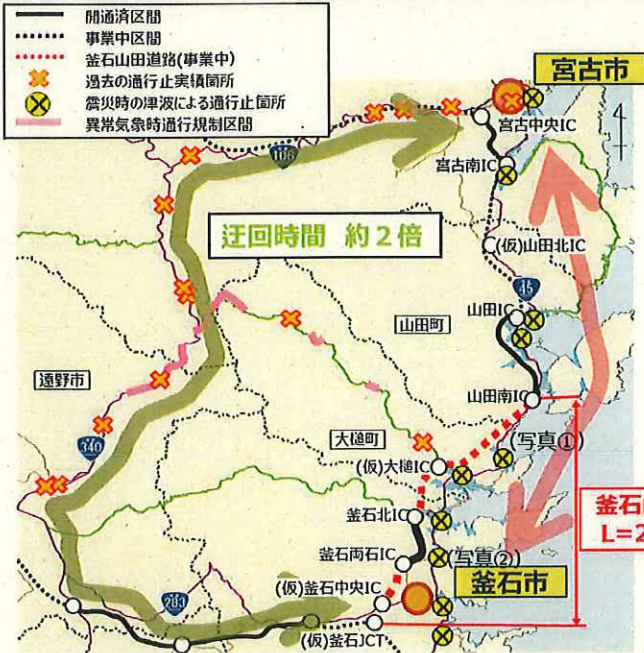 開通済区間
事業中区間
釜石山田道路(事業中)
過去の通行止実績箇所
震災時の津波による通行止箇所
異常気象時通行規制区間
宮古市
宮古中央IC
106
宮古南IC
迂回時間 約2倍
(仮)山田北IC
45
山田IC
山田町
遠野市
山田南IC
大槌町
(写真①)
340
(仮)大槌IC
釜石北IC
釜石
L=2
釜石両石IC
(写真②)
釜石市
(仮)釜石中央IC
283
(仮)釜石JCT